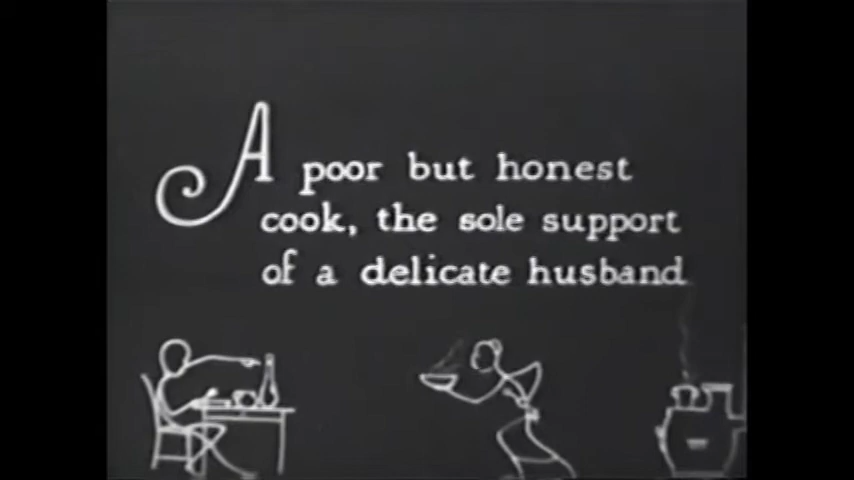 A poor but honest
cook, the sole support
of a delicate husband